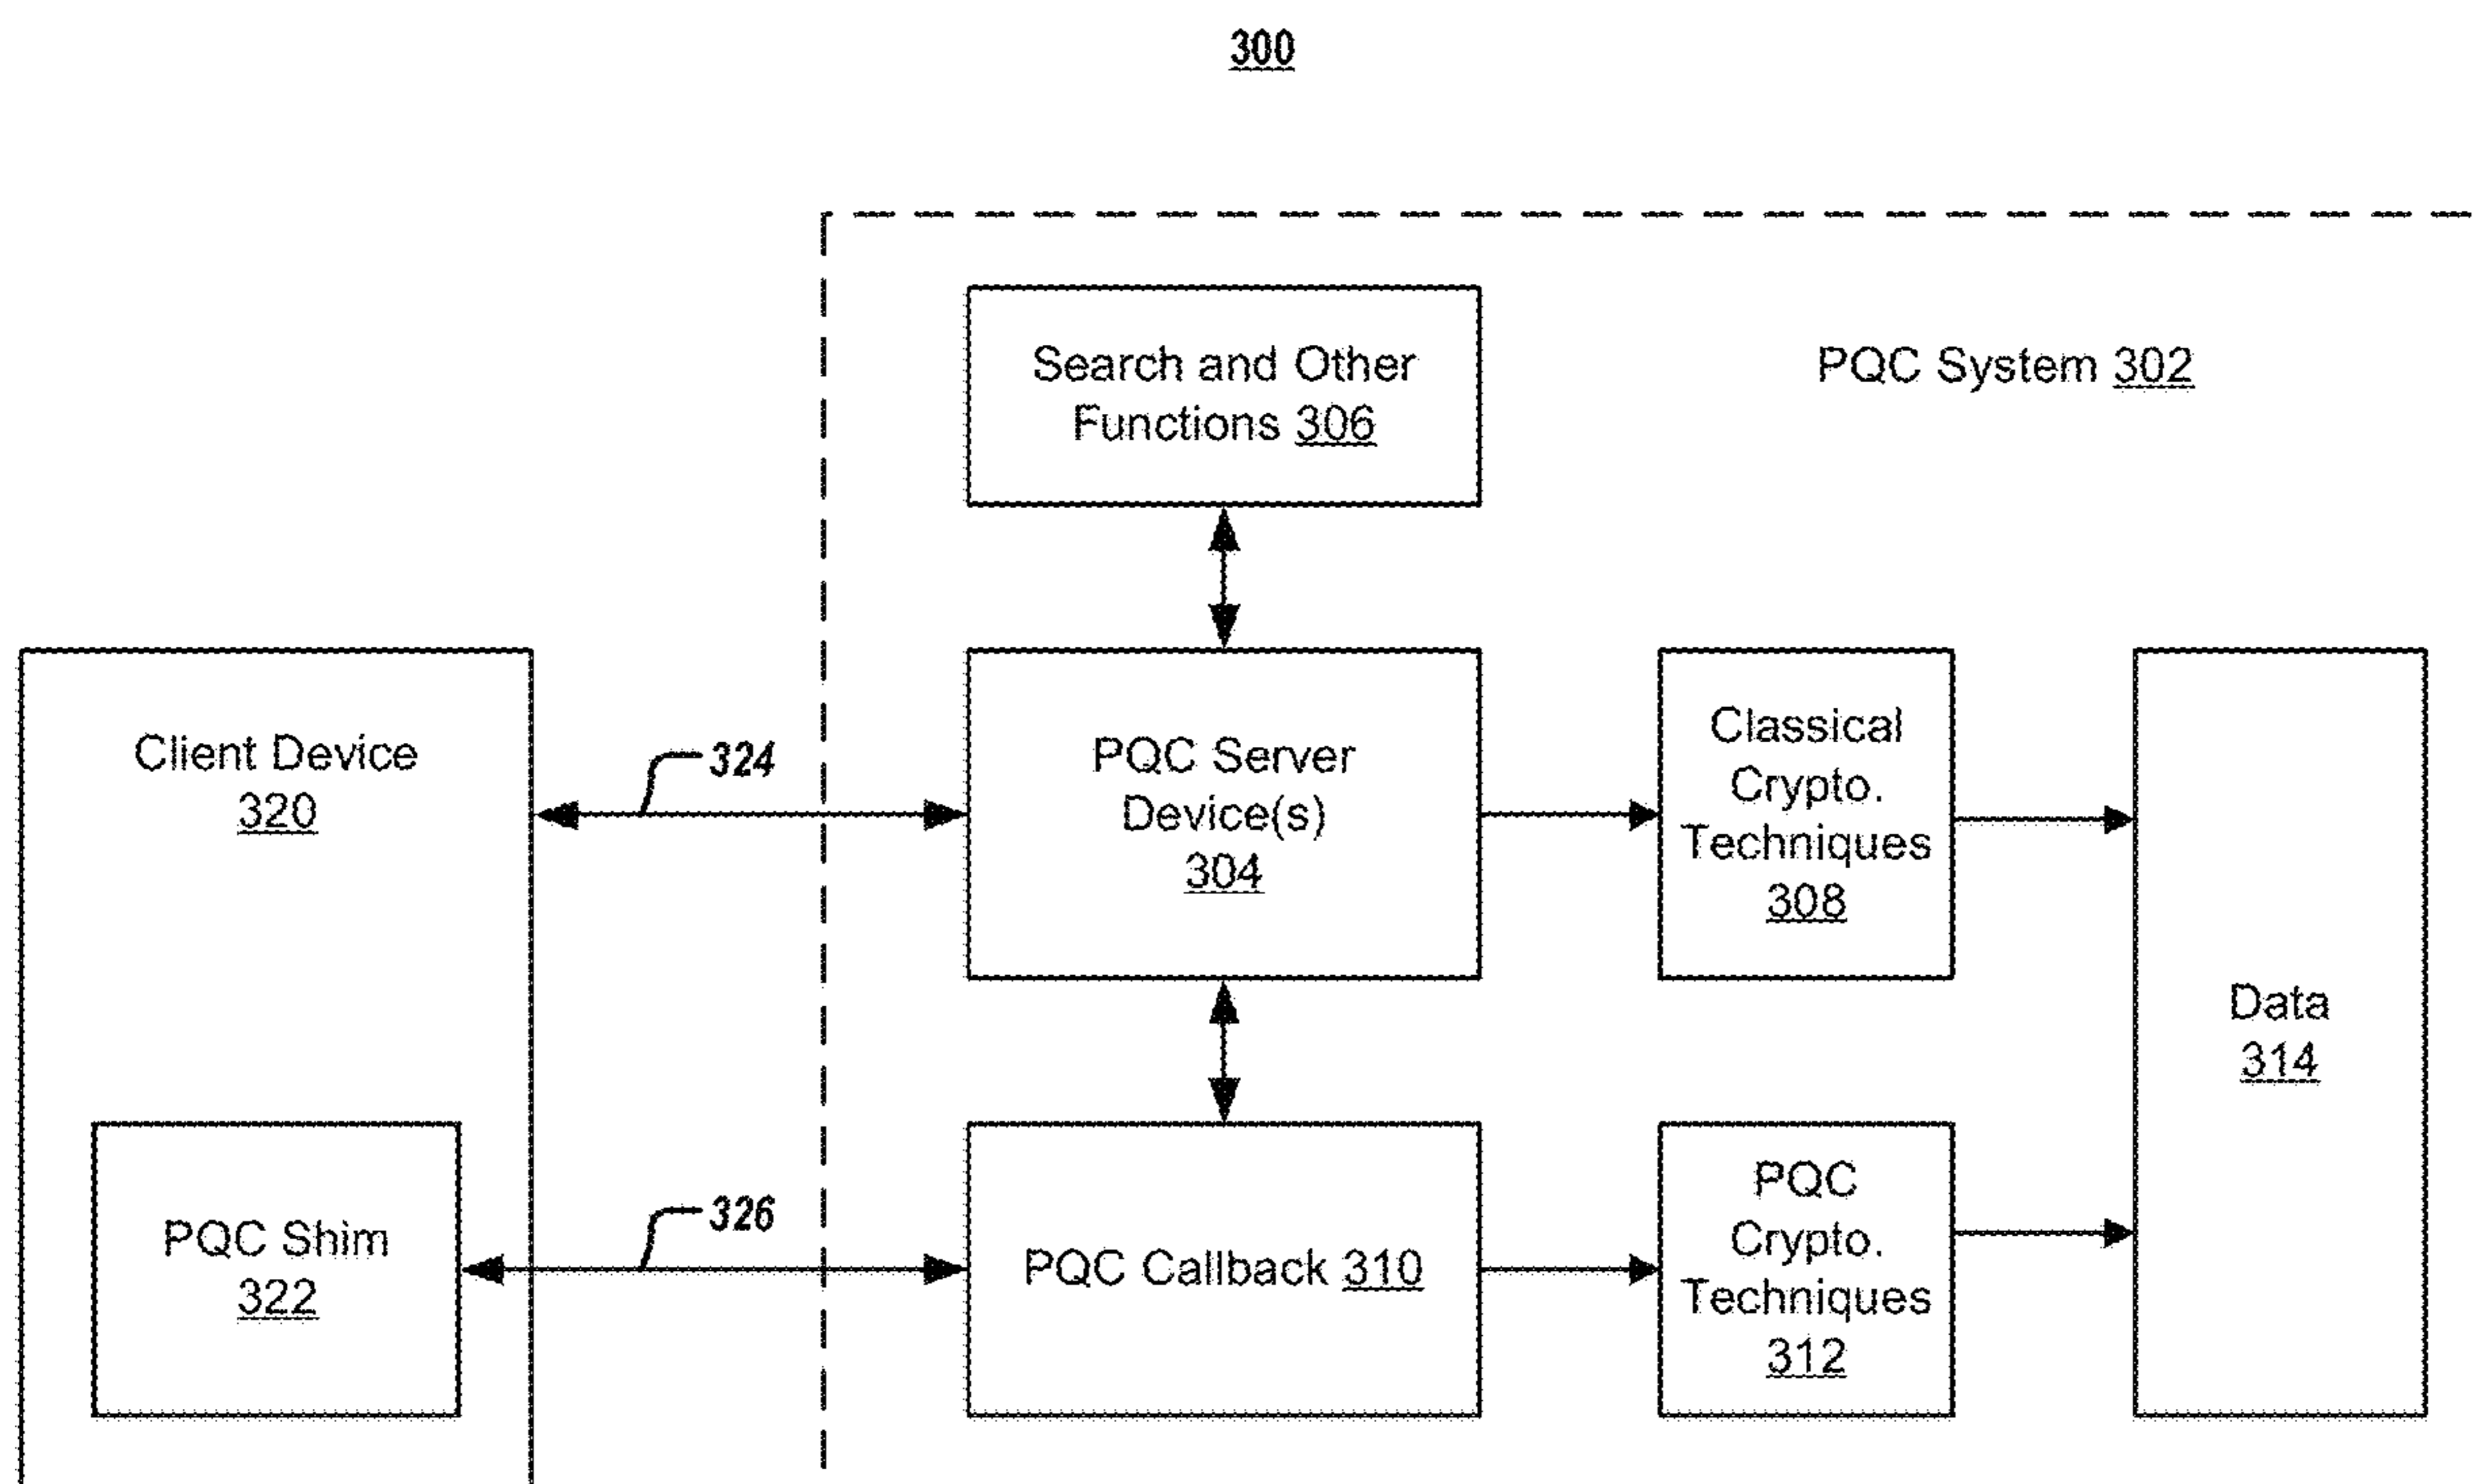 300
Search and Other
Functions 306
PQC System 302
Client Device
320
324
PQC Server
Device(s)
304
Classical
Crypto.
Techniques
308
Data
314
PQC Shim
322
326
PQC Callback 310
PQC
Crypto.
Techniques
312